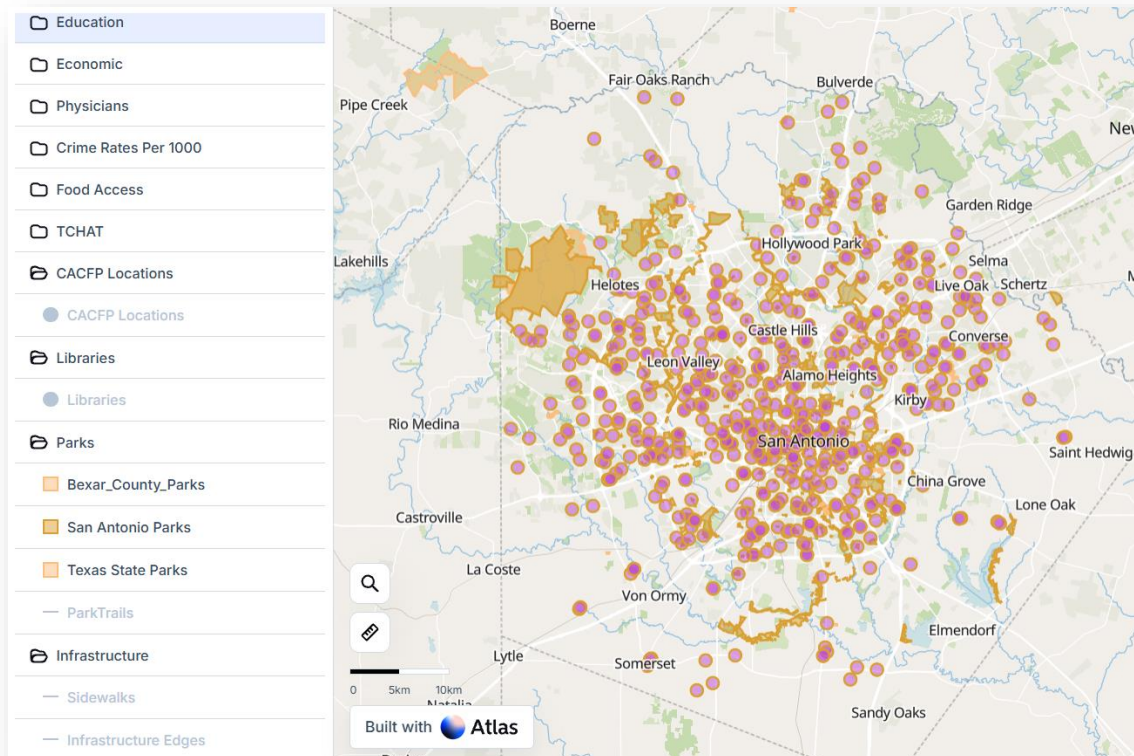 Education
Economic
Physicians
Crime Rates Per 1000
Food Access
TCHAT
CACFP Locations
CACFP Locations
Libraries
Libraries
Parks
Bexar_County_Parks
San Antonio Parks
Texas State Parks
ParkTrails
Infrastructure
Sidewalks
Infrastructure Edges
Boerne
Fair Oaks Ranch
Bulverde
Pipe Creek
New
Garden Ridge
Hollywood Park
Lakehills
Selma
Helotes
Live Oak
Schertz
Castle Hills
Converse
Leon Valley
Alamo Heights
Kirby
Rio Medina
San Antonio
Saint Hedwig
China Grove
Lone Oak
Castroville
La Coste
Von Ormy
Elmendorf
Lytle
Somerset
0 5km 10km
Natalia
Sandy Oaks
Built with Atlas